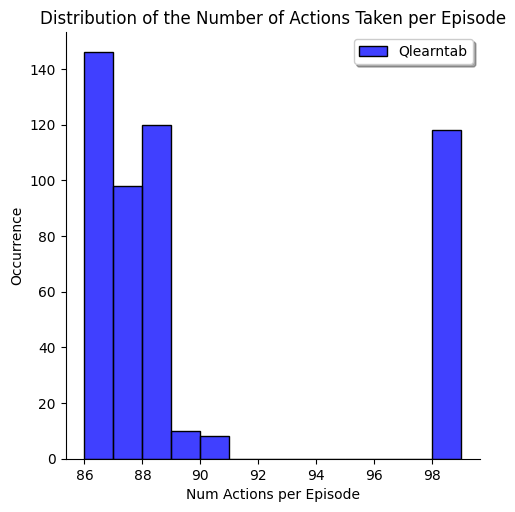 Distribution of the Number of Actions Taken per Episode
Qlearntab
140
120
100
80
60
40
20
0
Occurrence
86 88 90 92 94 96 98
Num Actions per Episode